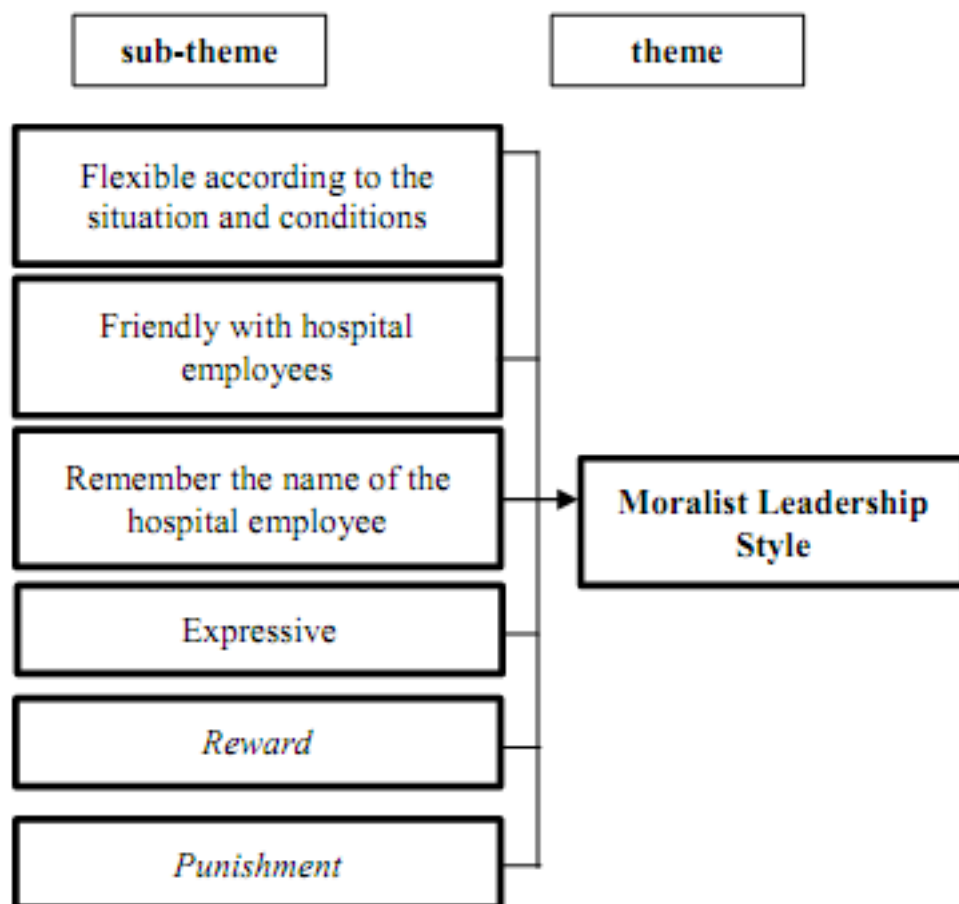 sub-theme
theme
Flexible according to the
situation and conditions
Friendly with hospital
employees
Remember the name of the
hospital employee
Expressive
Reward
Punishment
Moralist Leadership
Style